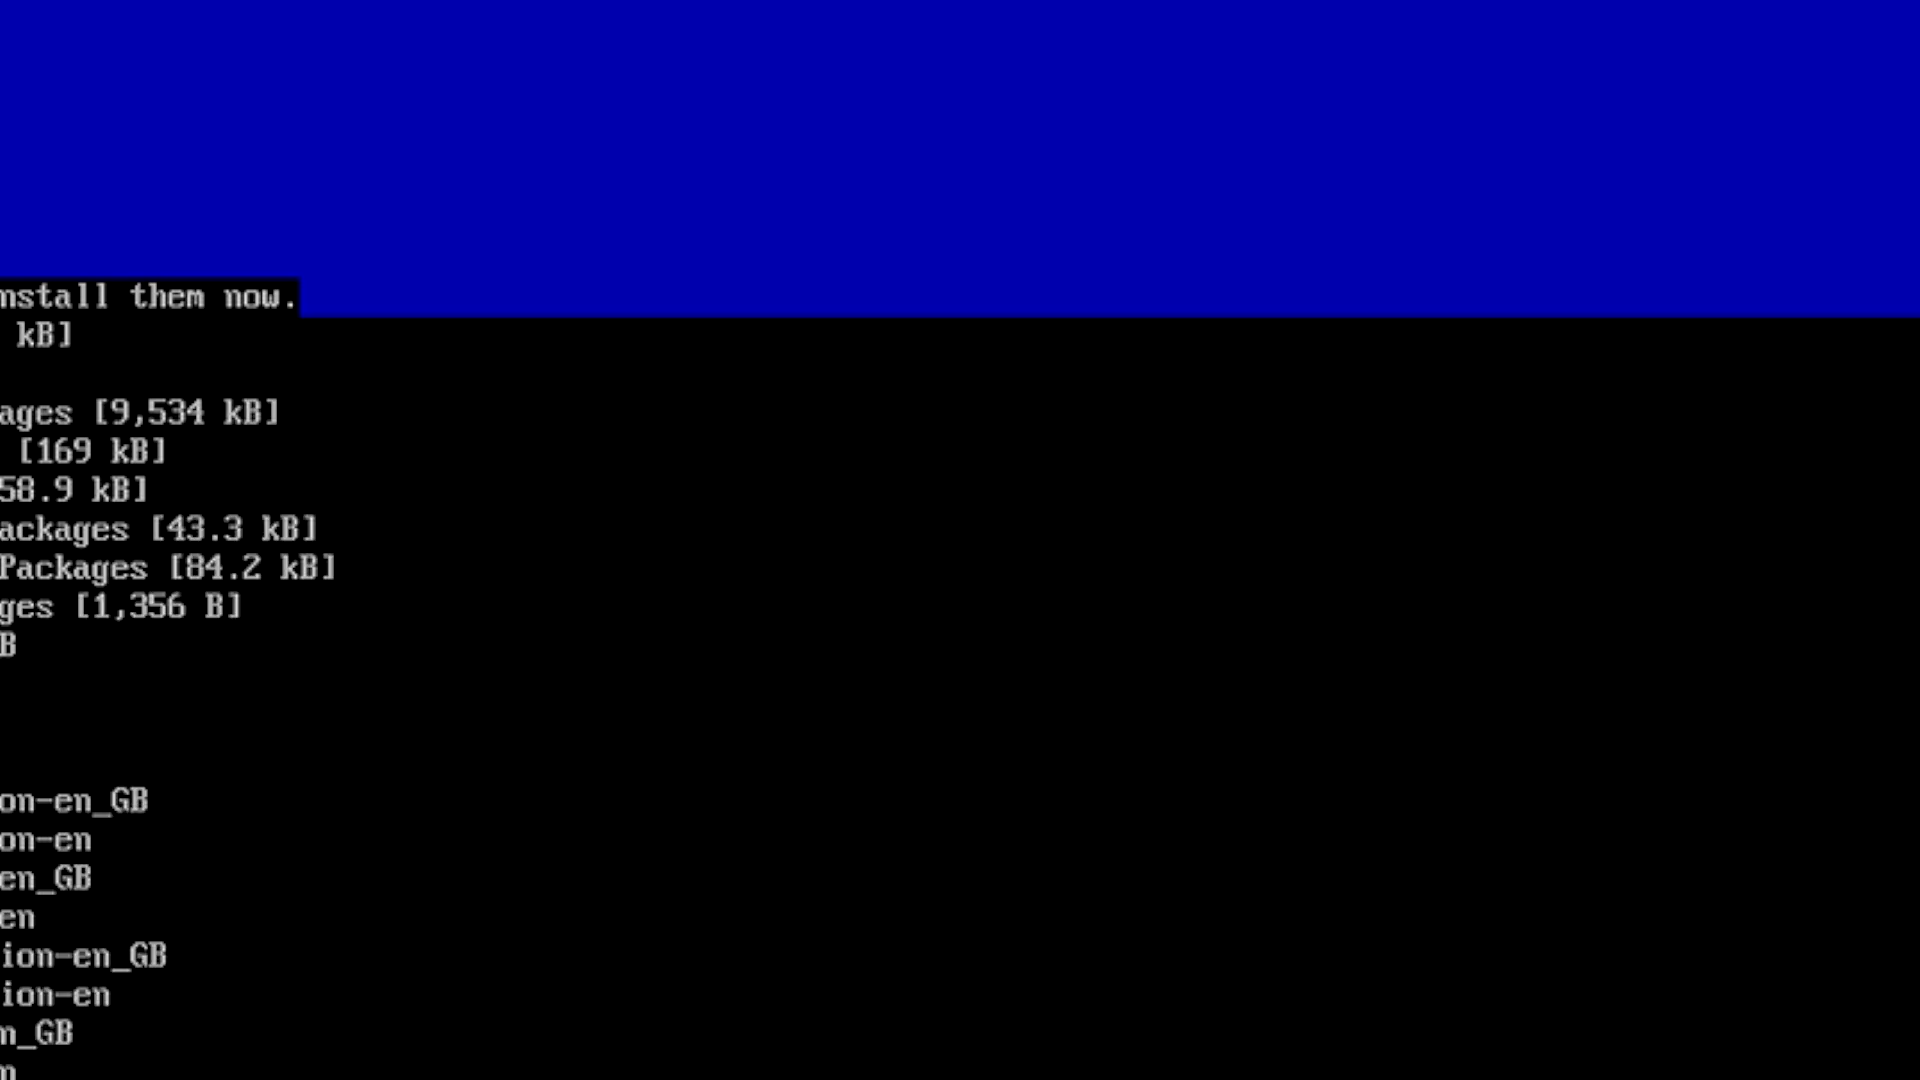 nstall them now.
kB]
ages [9,534 kB]
[169 kB]
58.9 kB]
ackages [43.3 kB]
Packages [84.2 kB]
ges [1,356 B]
B
on-en_GB
on-en
en_GB
en
ion-en_GB
ion-en
n_GB